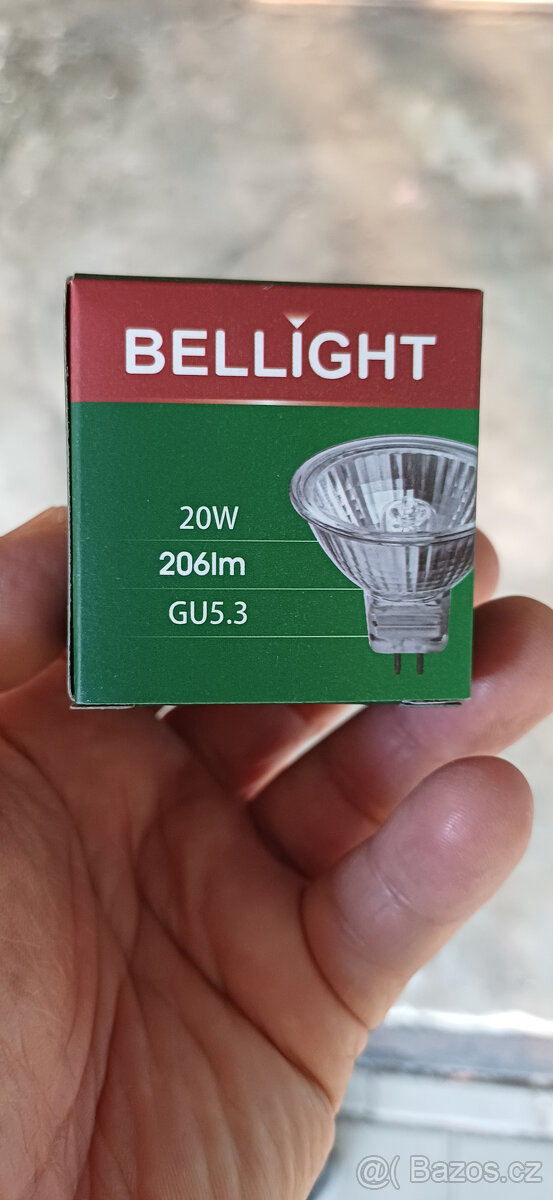 BELLIGHT
20W
206lm
GU5.3
@( Bazos.cz